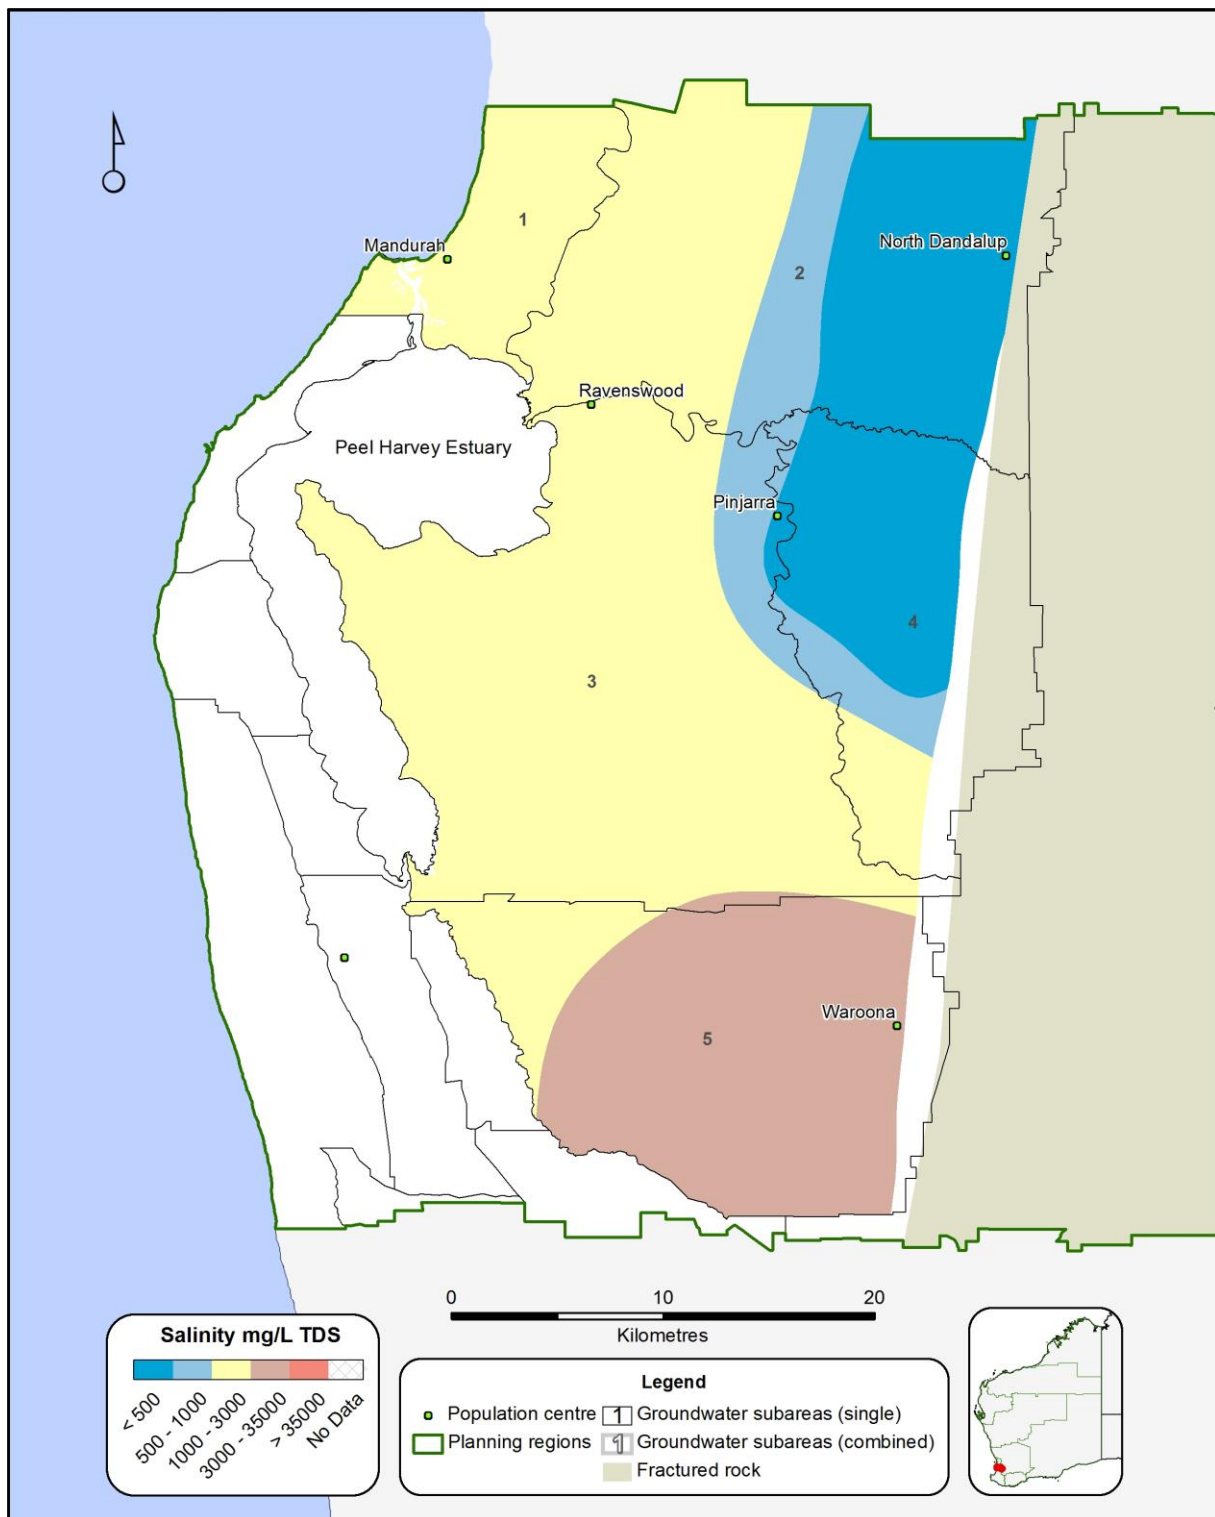 1
Mandurah
2
North Dandalup
Ravenswood
Peel Harvey Estuary
Pinjarra
4
3
Waroona
5
0
10
20
Kilometres
Salinity mg/L TDS
< 500
500 - 1000
1000 - 3000
3000 - 35000
> 35000
No Data
Legend
Population centre
1 Groundwater subareas (single)
Planning regions
1 Groundwater subareas (combined)
Fractured rock